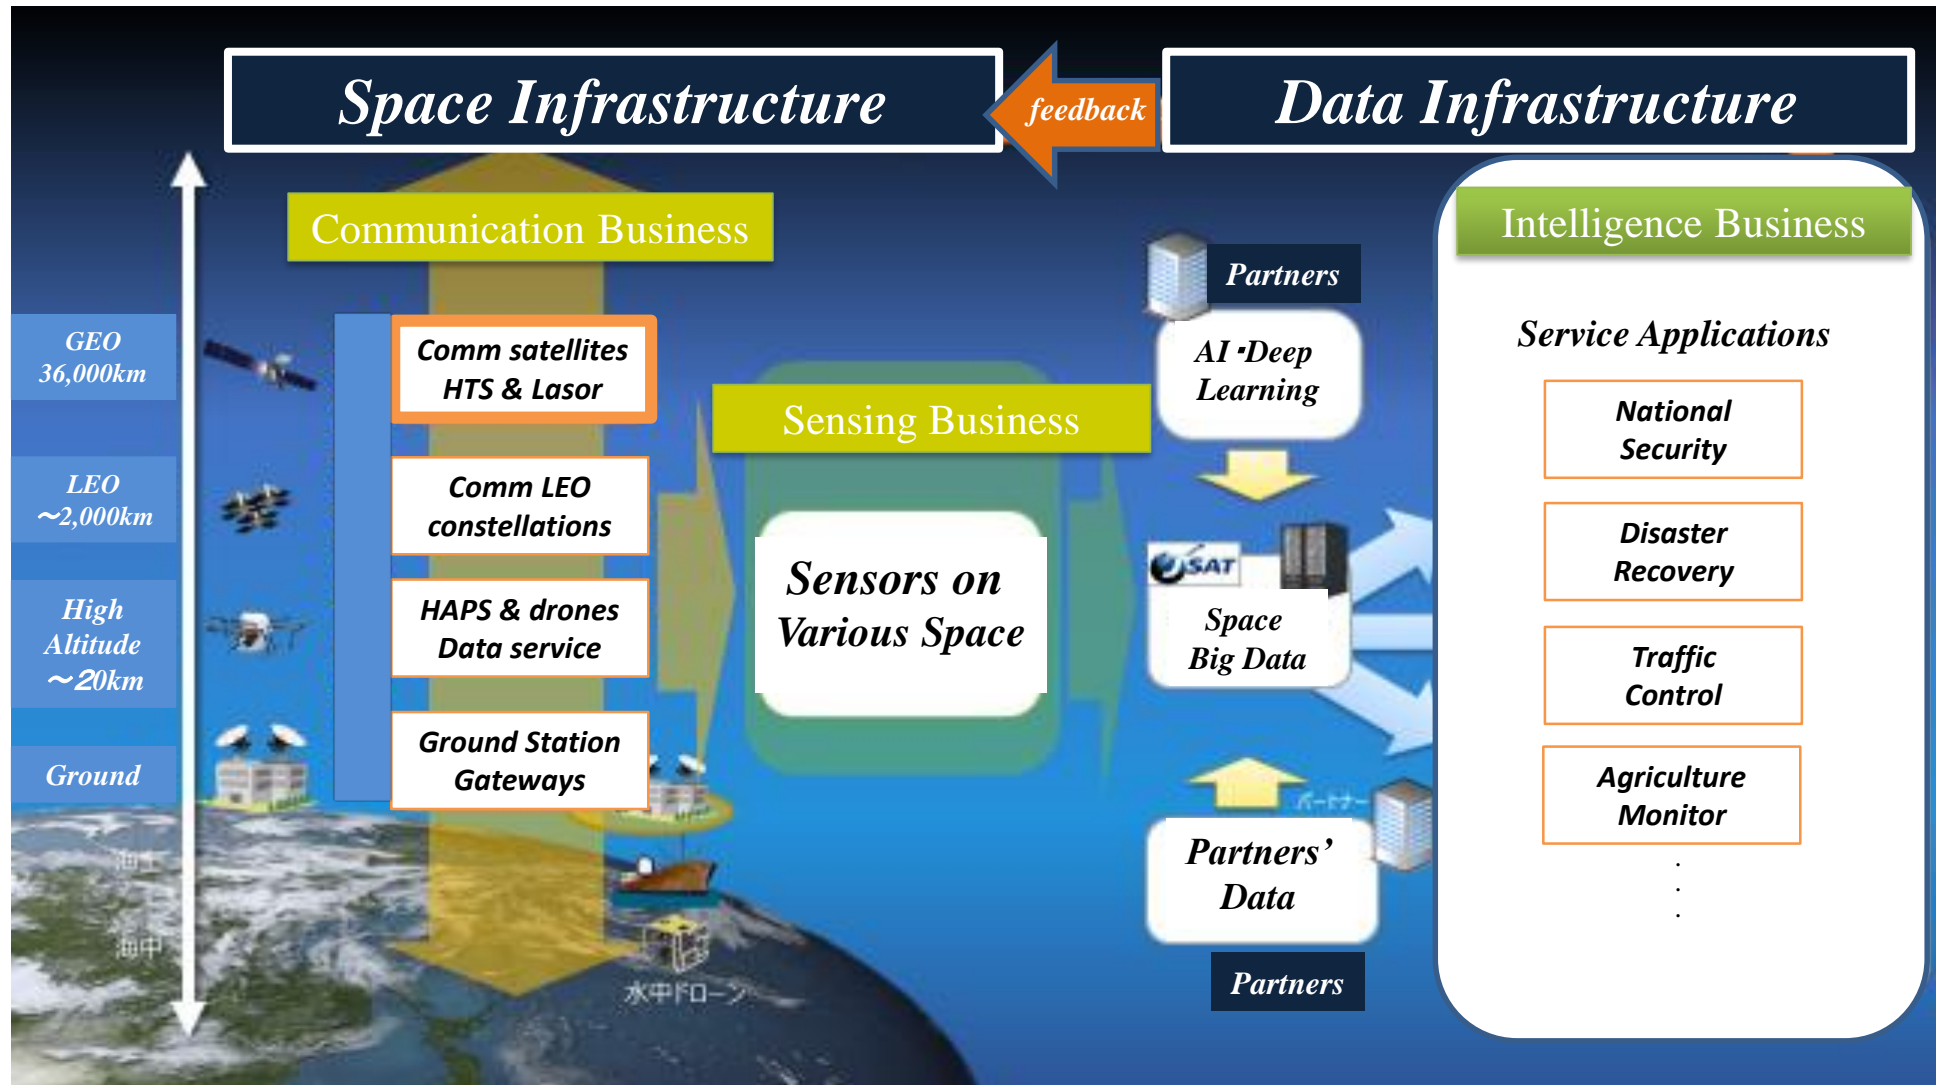 Space Infrastructure
feedback
Data Infrastructure
Communication Business
Intelligence Business
Partners
GEO
36,000km
Comm satellites
HTS & Lasor
AI・Deep
Learning
Service Applications
National
Security
Sensing Business
LEO
～2,000km
Comm LEO
constellations
Sensors on
Various Space
SAT
Space
Big Data
Disaster
Recovery
High
Altitude
～20km
HAPS & drones
Data service
Traffic
Control
Ground
Ground Station
Gateways
パートナー
Agriculture
Monitor
.
.
.
Partners’
Data
海上
海中
水中ドローン
Partners